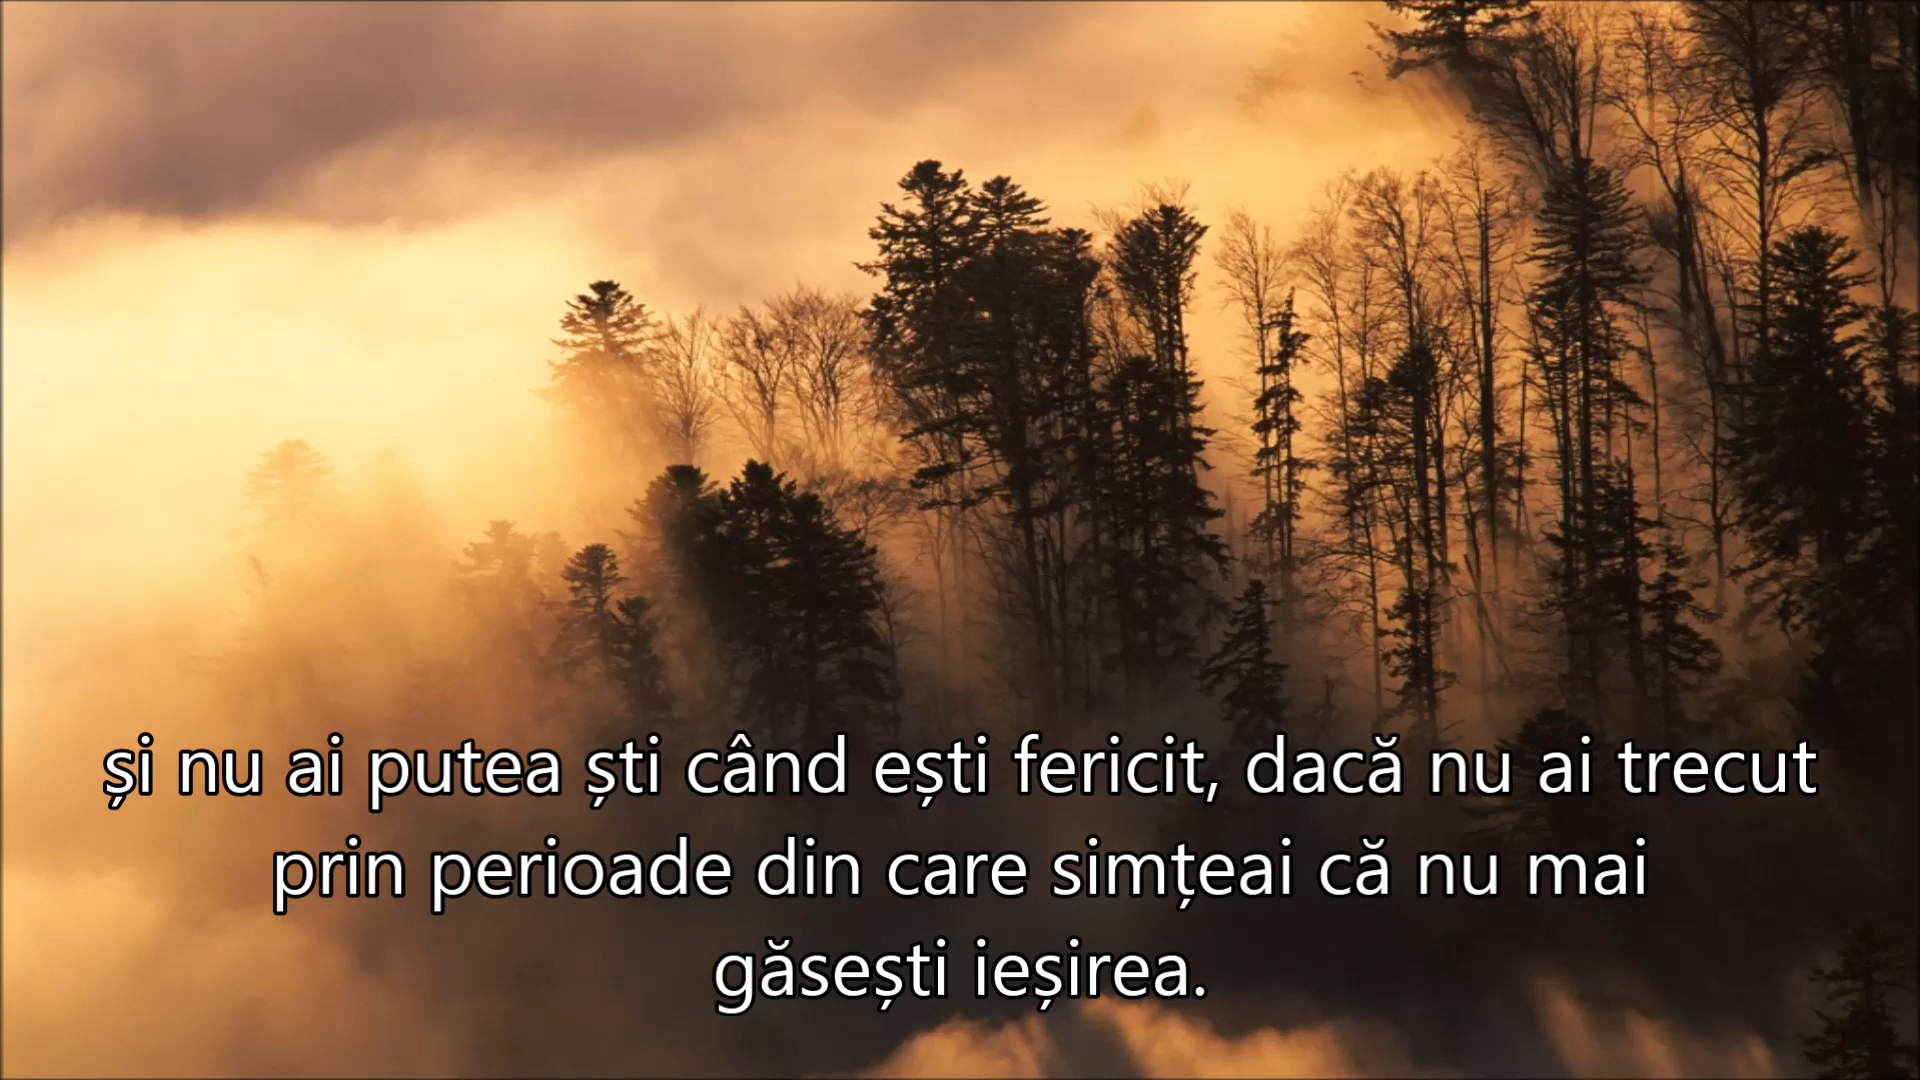 și nu ai putea ști când ești fericit, dacă nu ai trecut
prin perioade din care simțeai că nu mai
găsești ieșirea.